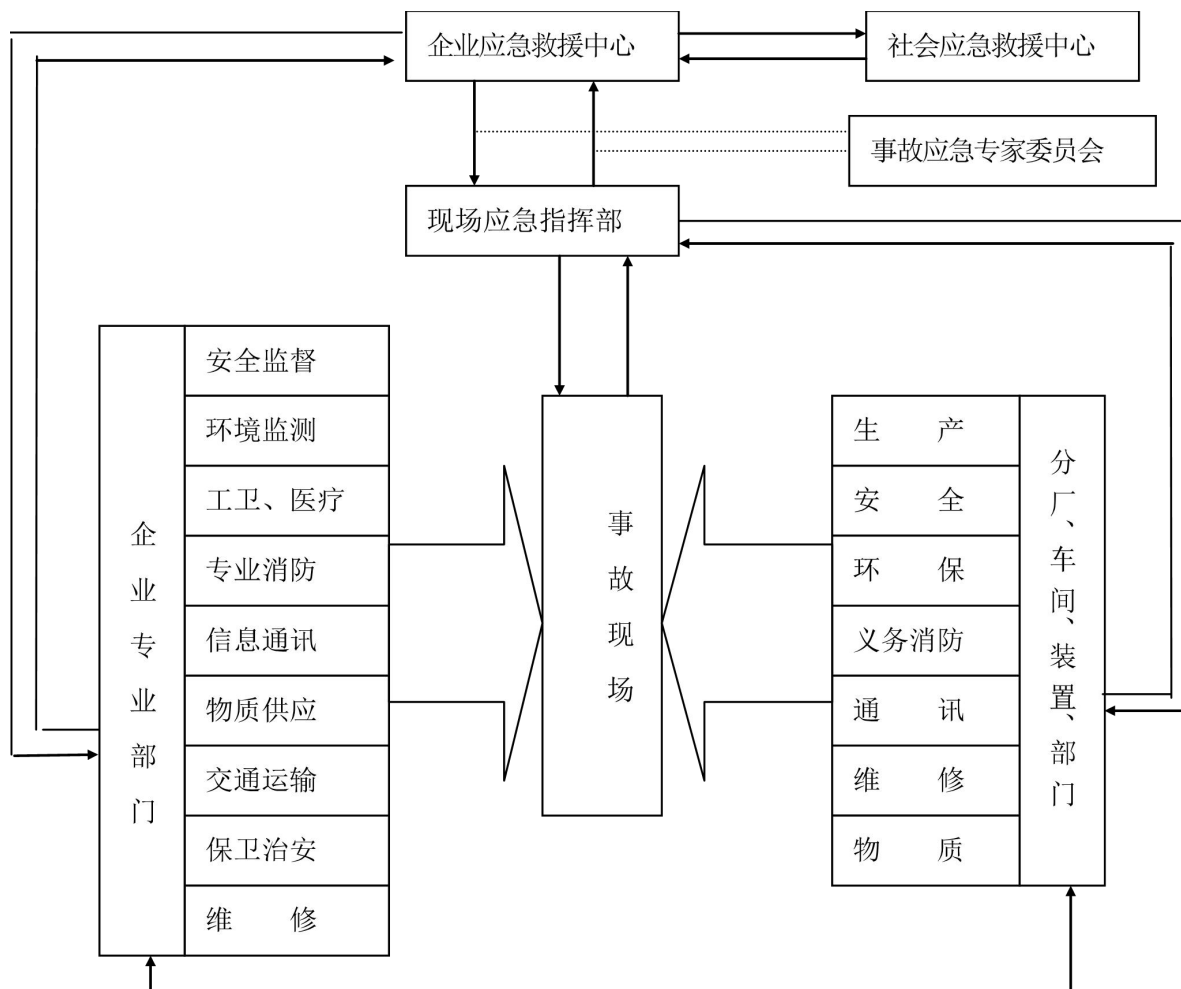 企业应急救援中心
社会应急救援中心
事故应急专家委员会
现场应急指挥部
企业专业部门
安全监督
环境监测
工卫、医疗
专业消防
信息通讯
物质供应
交通运输
保卫治安
维 修
事故现场
生 产
安 全
环 保
义务消防
通 讯
维 修
物 质
分厂、车间、装置、部门